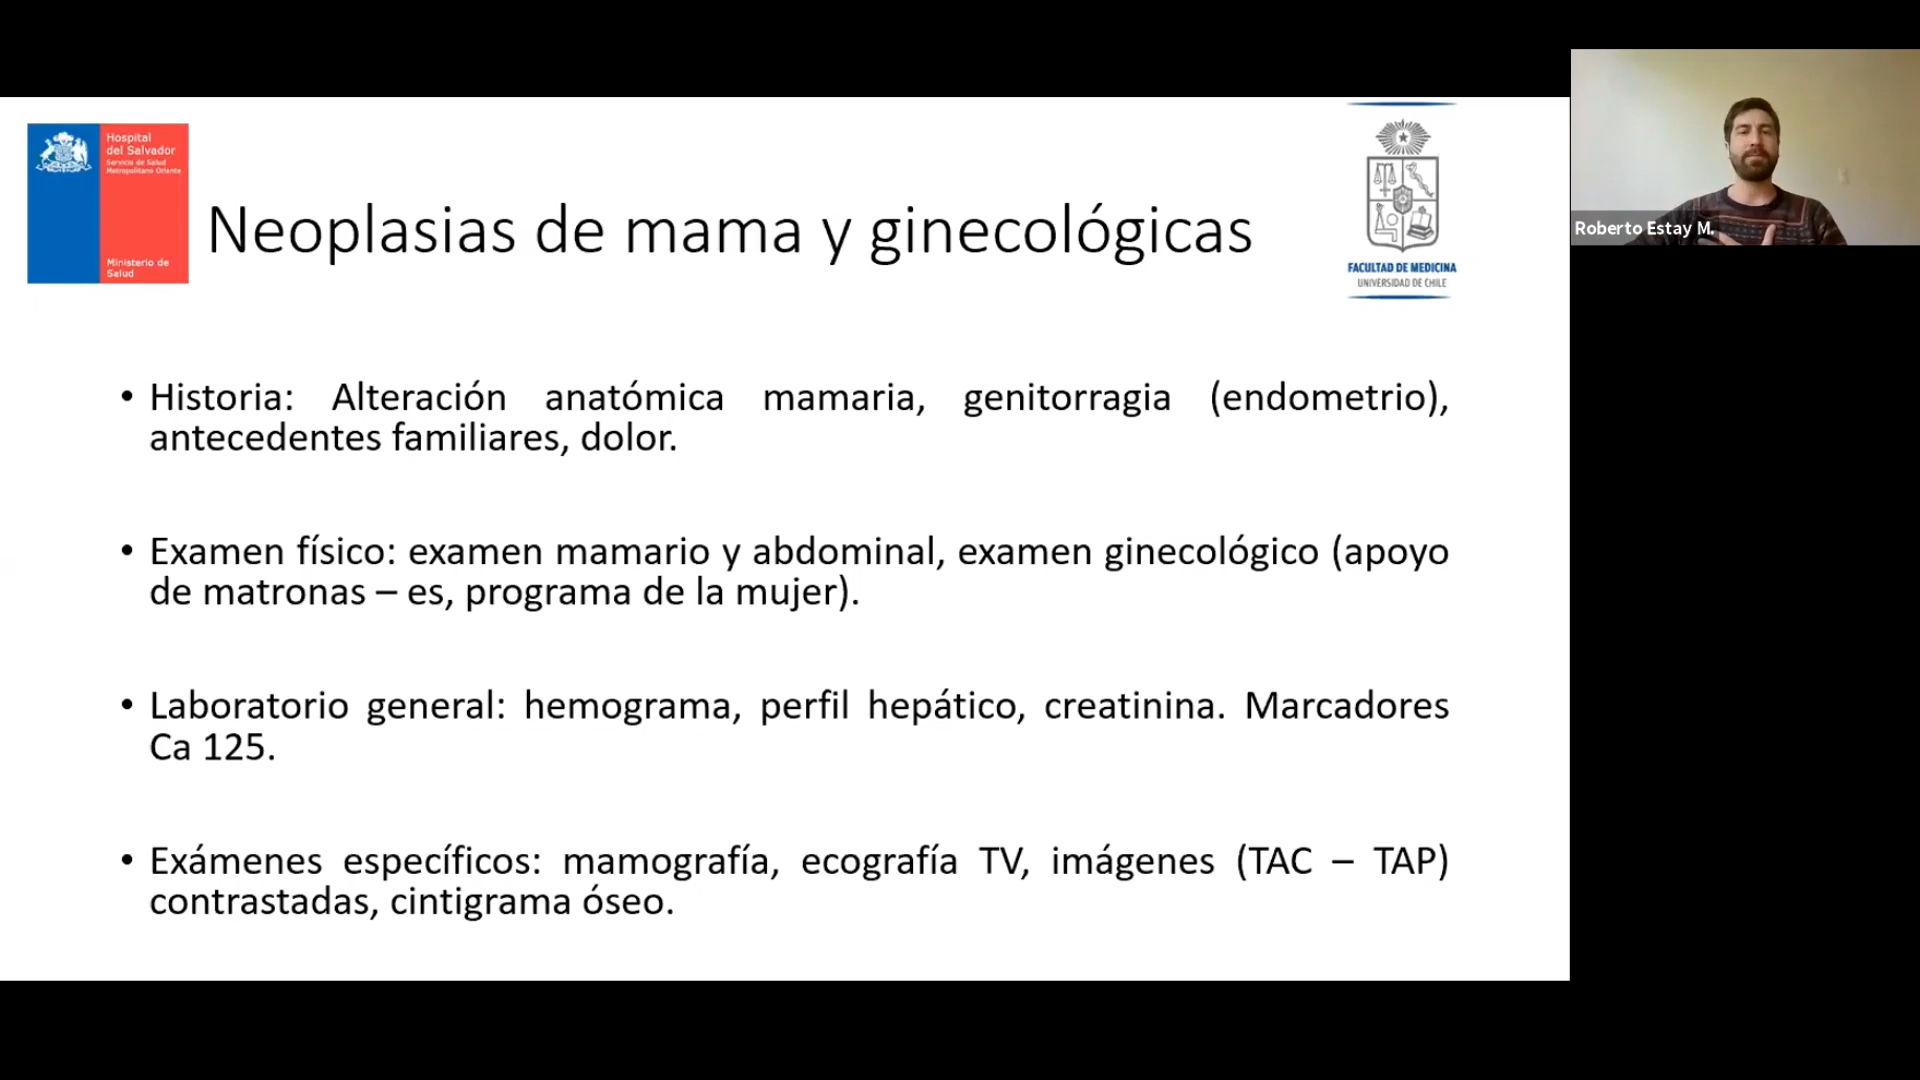 Hospital
del Salvador
Servicio de Salud
Metropolitano Oriente
Ministerio de
Salud
Neoplasias de mama y ginecológicas
FACULTAD DE MEDICINA
UNIVERSIDAD DE CHILE
Roberto Estay M.
• Historia: Alteración anatómica mamaria, genitorragia (endometrio),
antecedentes familiares, dolor.
• Examen físico: examen mamario y abdominal, examen ginecológico (apoyo
de matronas – es, programa de la mujer).
• Laboratorio general: hemograma, perfil hepático, creatinina. Marcadores
Ca 125.
• Exámenes específicos: mamografía, ecografía TV, imágenes (TAC – TAP)
contrastadas, cintigrama óseo.